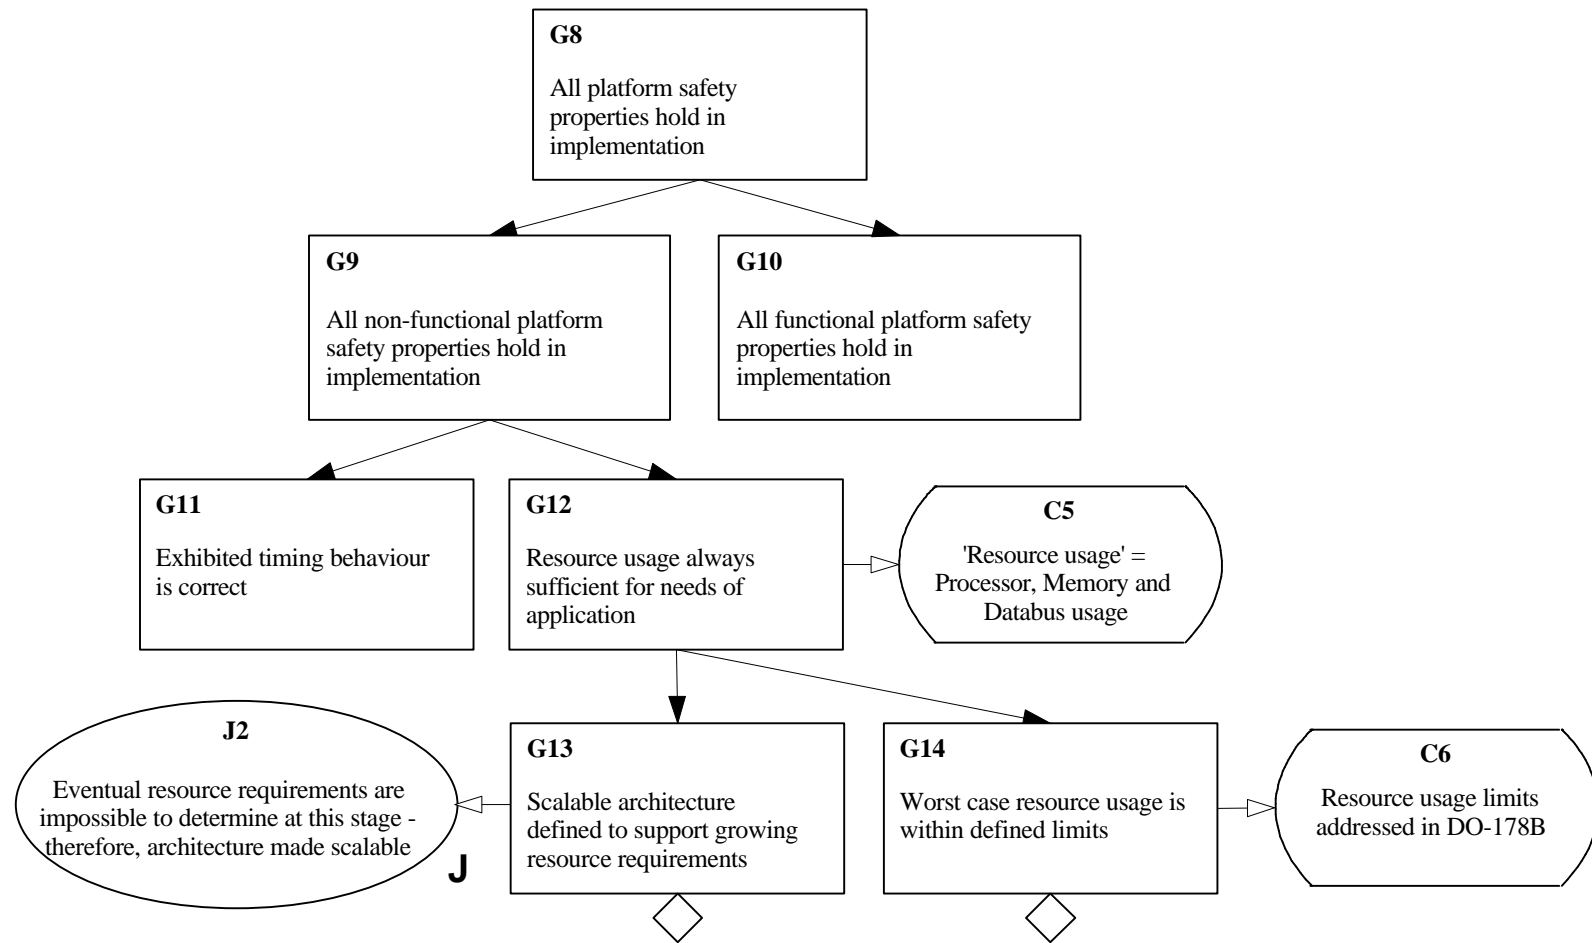 G8
All platform safety
properties hold in
implementation
G9
All non-functional platform
safety properties hold in
implementation
G10
All functional platform safety
properties hold in
implementation
G11
Exhibited timing behaviour
is correct
G12
Resource usage always
sufficient for needs of
application
C5
'Resource usage' =
Processor, Memory and
Databus usage
J2
Eventual resource requirements are
impossible to determine at this stage -
therefore, architecture made scalable
J
G13
Scalable architecture
defined to support growing
resource requirements
G14
Worst case resource usage is
within defined limits
C6
Resource usage limits
addressed in DO-178B